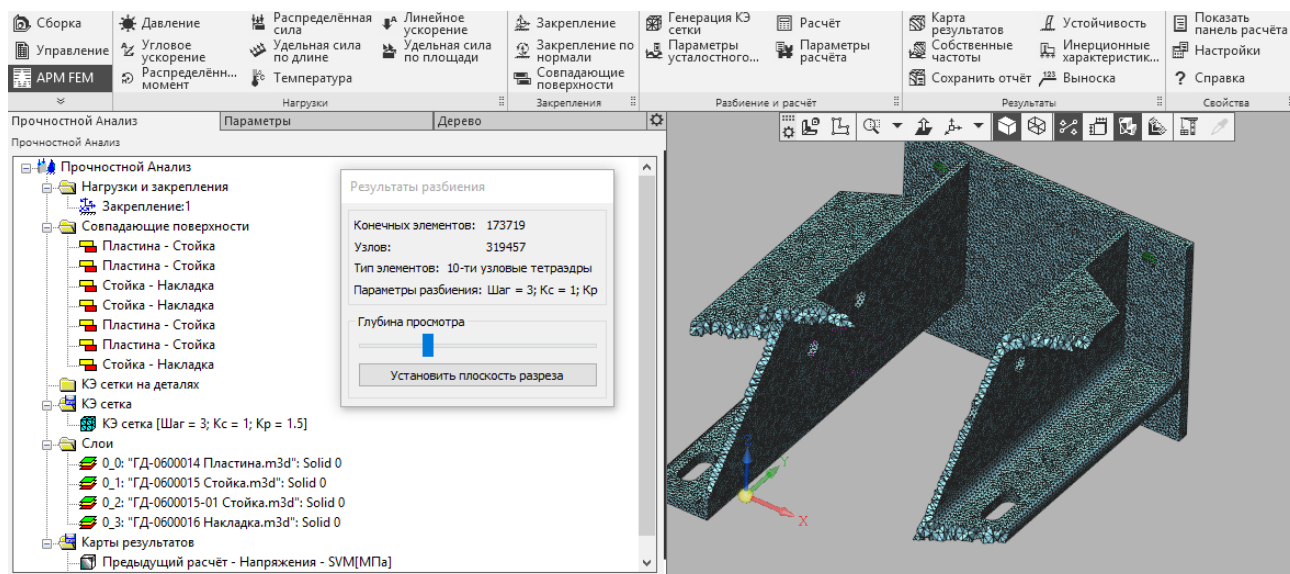 Сборка
Управление
APM FEM
Давление
Угловое
ускорение
Распределённ...
момент
Распределённая
сила
Удельная сила
по длине
Температура
Линейное
ускорение
Удельная сила
по площади
Нагрузки
Закрепление
Закрепление по
нормали
Совпадающие
поверхности
Закрепления
Генерация КЭ
сетки
Параметры
усталостного...
Расчёт
Параметры
расчёта
Разбиение и расчёт
Карта
результатов
Собственные
частоты
Сохранить отчёт
Устойчивость
Инерционные
характеристик...
123 Выноска
Результаты
Показать
панель расчёта
Настройки
? Справка
Свойства
Прочностной Анализ
Параметры
Дерево
Прочностной Анализ
Прочностной Анализ
Нагрузки и закрепления
Закрепление:1
Совпадающие поверхности
Пластина - Стойка
Пластина - Стойка
Стойка - Накладка
Стойка - Накладка
Пластина - Стойка
Пластина - Стойка
Стойка - Накладка
КЭ сетки на деталях
КЭ сетка
КЭ сетка [Шаг = 3; Кс = 1; Кр = 1.5]
Слои
0_0: "ГД-0600014 Пластина.m3d": Solid 0
0_1: "ГД-0600015 Стойка.m3d": Solid 0
0_2: "ГД-0600015-01 Стойка.m3d": Solid 0
0_3: "ГД-0600016 Накладка.m3d": Solid 0
Карты результатов
Предыдущий расчёт - Напряжения - SVM[МПа]
Результаты разбиения
Конечных элементов: 173719
Узлов: 319457
Тип элементов: 10-ти узловые тетраэдры
Параметры разбиения: Шаг = 3; Кс = 1; Кр
Глубина просмотра
Установить плоскость разреза
Z
Y
X